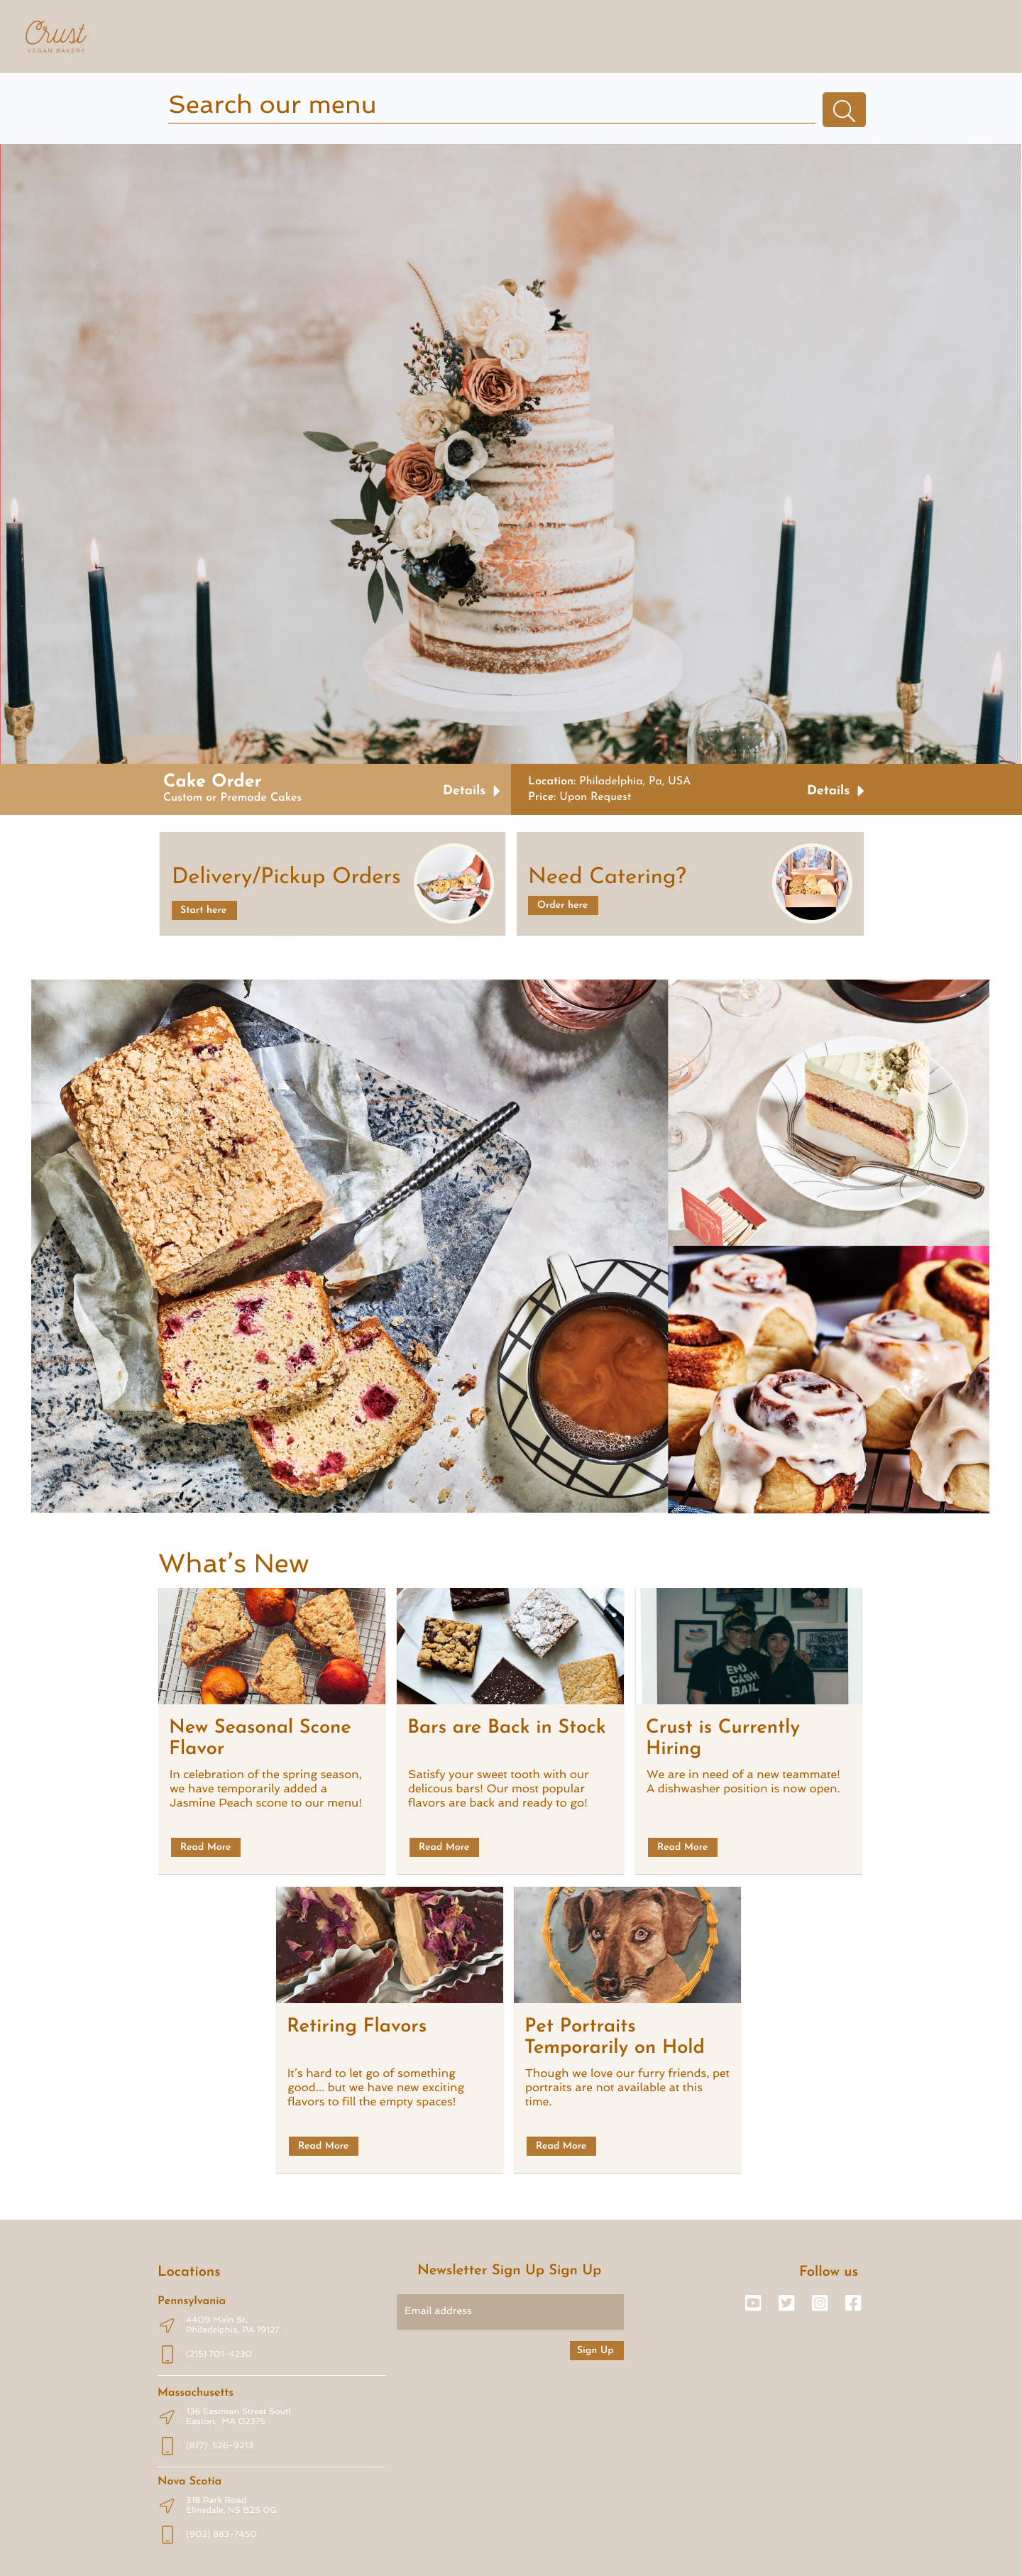 Crust
VEGAN BAKERY
Search our menu
Cake Order
Custom or Premade Cakes
Details
Location: Philadelphia, Pa, USA
Price: Upon Request
Details
Delivery/Pickup Orders
Start here
Need Catering?
Order here
What's New
New Seasonal Scone
Flavor
In celebration of the spring season,
we have temporarily added a
Jasmine Peach scone to our menu!
Read More
Bars are Back in Stock
Satisfy your sweet tooth with our
delicous bars! Our most popular
flavors are back and ready to go!
Read More
END
CASH
BAIL
Crust is Currently
Hiring
We are in need of a new teammate!
A dishwasher position is now open.
Read More
Retiring Flavors
It's hard to let go of something
good... but we have new exciting
flavors to fill the empty spaces!
Read More
Pet Portraits
Temporarily on Hold
Though we love our furry friends, pet
portraits are not available at this
time.
Read More
Locations
Pennsylvania
4409 Main St,
Philadelphia, PA 19127
(215) 701-4230
Massachusetts
136 Eastman Street Sout
Easton, MA 02375
(877) 526-9213
Nova Scotia
318 Park Road
Elmsdale, NS B2S 0G
(902) 883-7450
Newsletter Sign Up Sign Up
Email address
Sign Up
Follow us